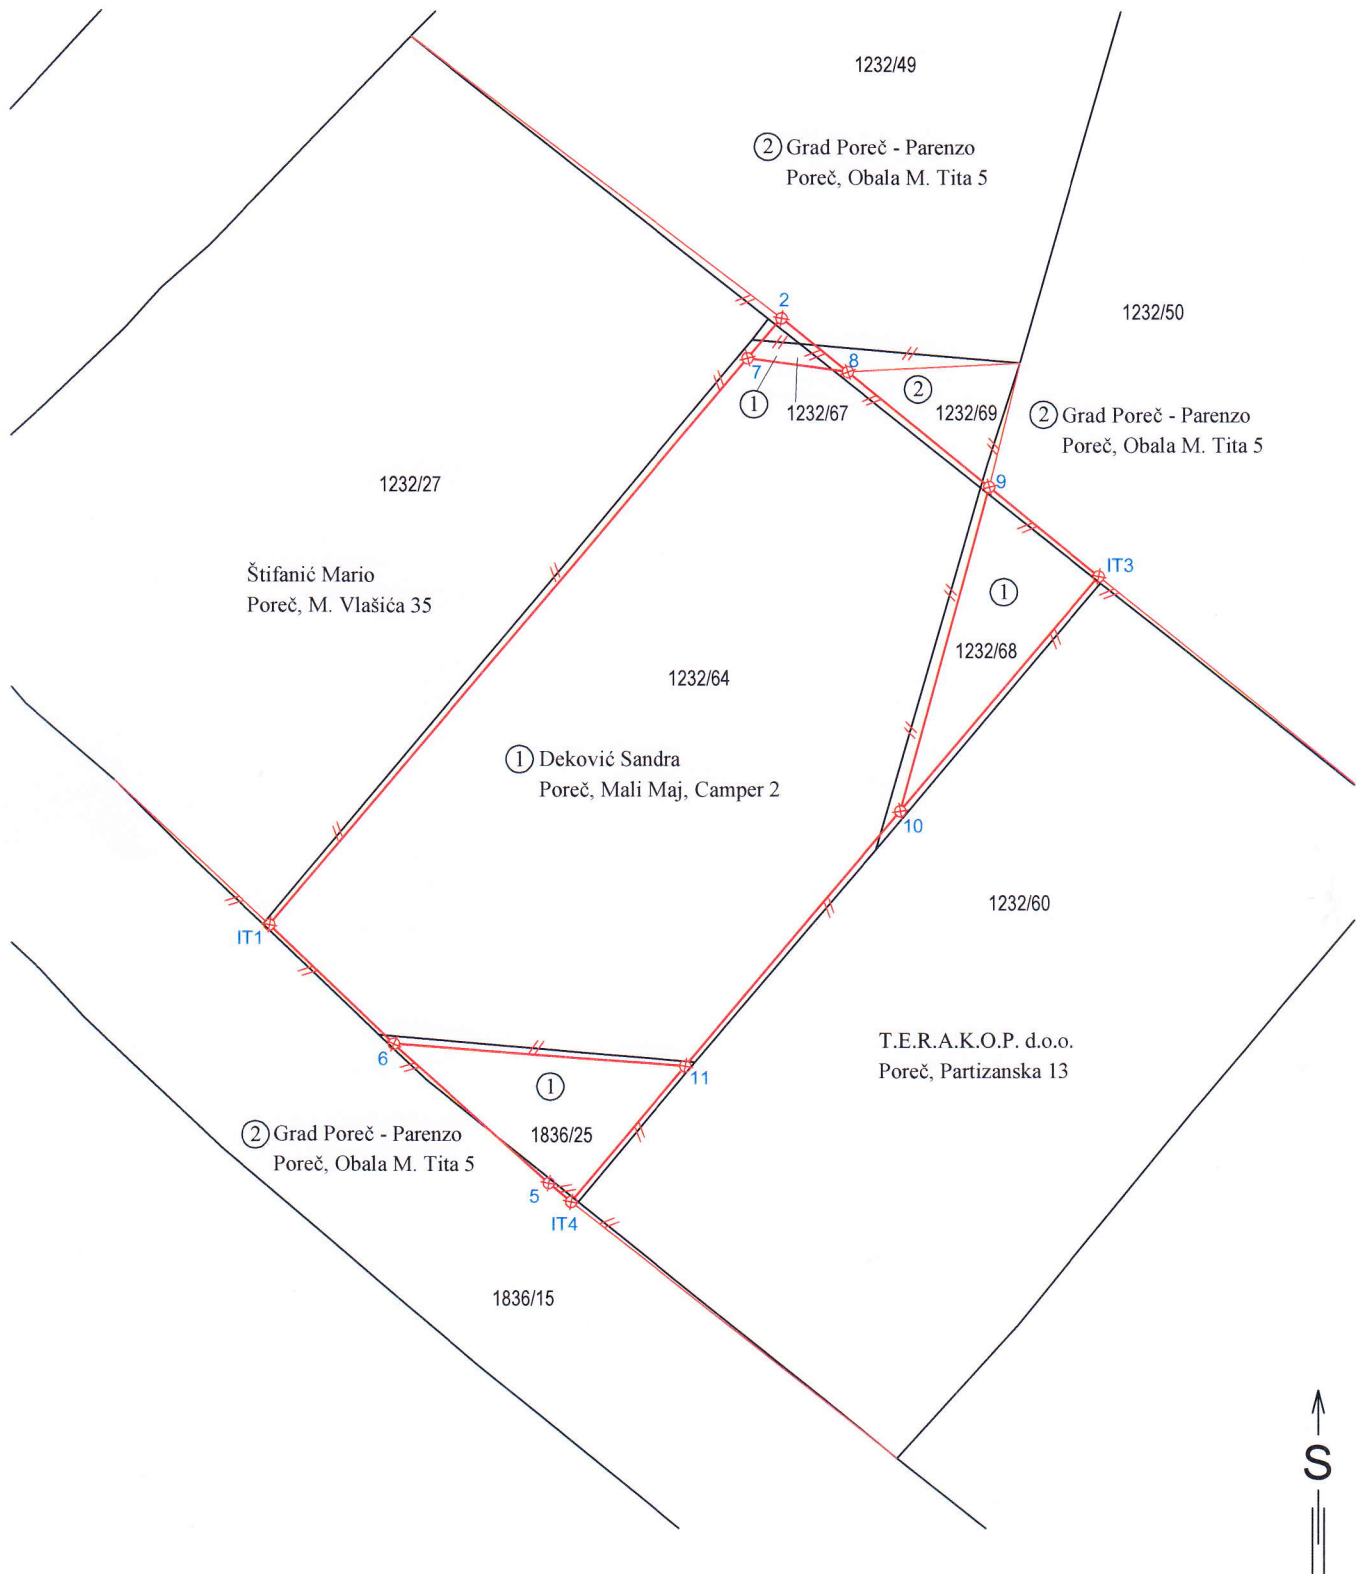 1232/49
② Grad Poreč - Parenzo
Poreč, Obala M. Tita 5
2
1232/50
8
7
②
①
1232/67
1232/69
② Grad Poreč - Parenzo
Poreč, Obala M. Tita 5
1232/27
9
IT3
Štifanić Mario
Poreč, M. Vlašića 35
①
1232/68
1232/64
① Deković Sandra
Poreč, Mali Maj, Camper 2
10
1232/60
IT1
6
T.E.R.A.K.O.P. d.o.o.
Poreč, Partizanska 13
11
①
② Grad Poreč - Parenzo
Poreč, Obala M. Tita 5
1836/25
5
IT4
1836/15
S